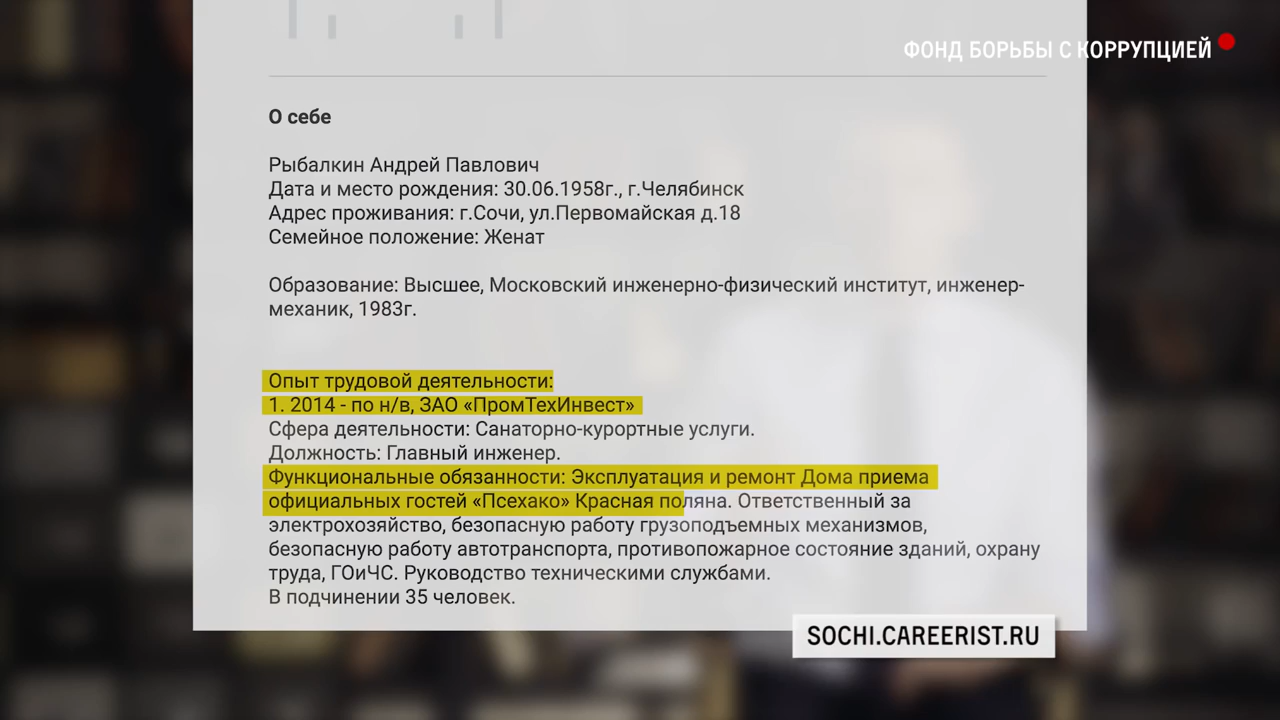 ФОНД БОРЬБЫ С КОРРУПЦИЕЙ
О себе
Рыбалкин Андрей Павлович
Дата и место рождения: 30.06.1958г., г.Челябинск
Адрес проживания: г.Сочи, ул.Первомайская д.18
Семейное положение: Женат
Образование: Высшее, Московский инженерно-физический институт, инженер-
механик, 1983г.
Опыт трудовой деятельности:
1. 2014 - по н/в, ЗАО «ПромТехИнвест»
Сфера деятельности: Санаторно-курортные услуги.
Должность: Главный инженер.
Функциональные обязанности: Эксплуатация и ремонт Дома приема
официальных гостей «Псехако» Красная поляна. Ответственный за
электрохозяйство, безопасную работу грузоподъемных механизмов,
безопасную работу автотранспорта, противопожарное состояние зданий, охрану
труда, ГОиЧС. Руководство техническими службами.
В подчинении 35 человек.
SOCHI.CAREERIST.RU